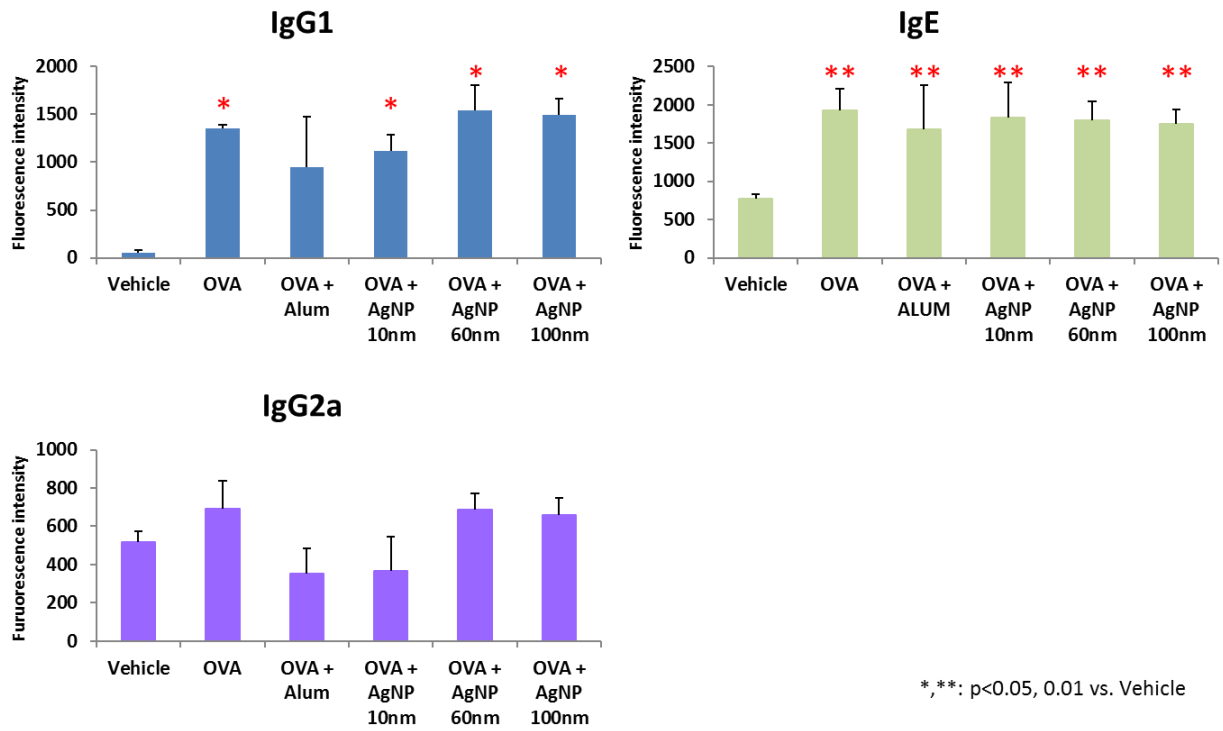 IgG1
Fluorescence intensity
2000
1500
1000
500
0
* * * *
Vehicle OVA OVA + OVA + OVA + OVA +
Alum AgNP AgNP AgNP
10nm 60nm 100nm
IgE
Fluorescence intensity
2500
2000
1500
1000
500
0
** ** ** ** **
Vehicle OVA OVA + OVA + OVA + OVA +
ALUM AgNP AgNP AgNP
10nm 60nm 100nm
IgG2a
Furuorescence intensity
1000
800
600
400
200
0
Vehicle OVA OVA + OVA + OVA + OVA +
Alum AgNP AgNP AgNP
10nm 60nm 100nm
*,**: p<0.05, 0.01 vs. Vehicle